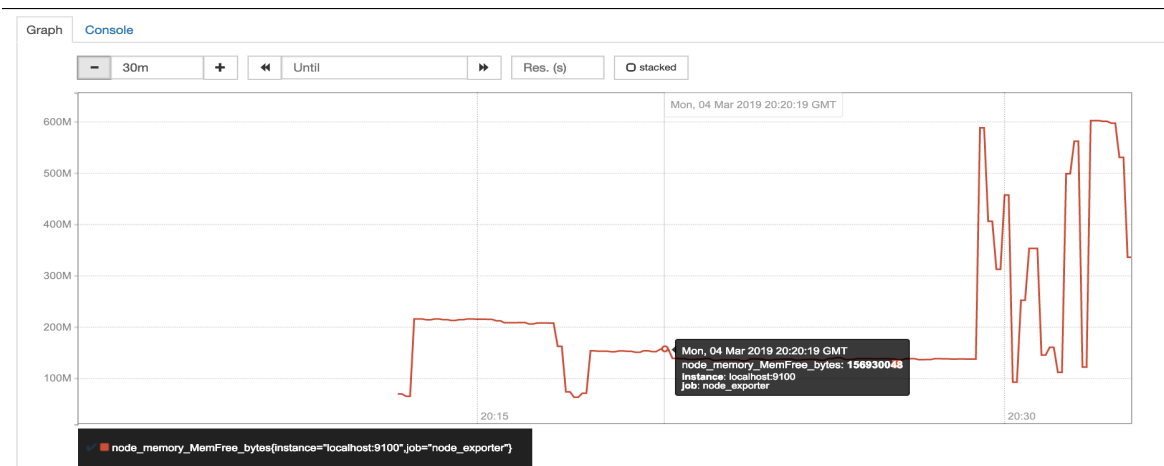 Graph Console
− 30m + Until Res. (s) stacked
Mon, 04 Mar 2019 20:20:19 GMT
600M
500M
400M
300M
200M
100M
Mon, 04 Mar 2019 20:20:19 GMT
node_memory_MemFree_bytes: 156930048
instance: localhost:9100
job: node_exporter
20:15 20:30
node_memory_MemFree_bytes{instance="localhost:9100",job="node_exporter"}